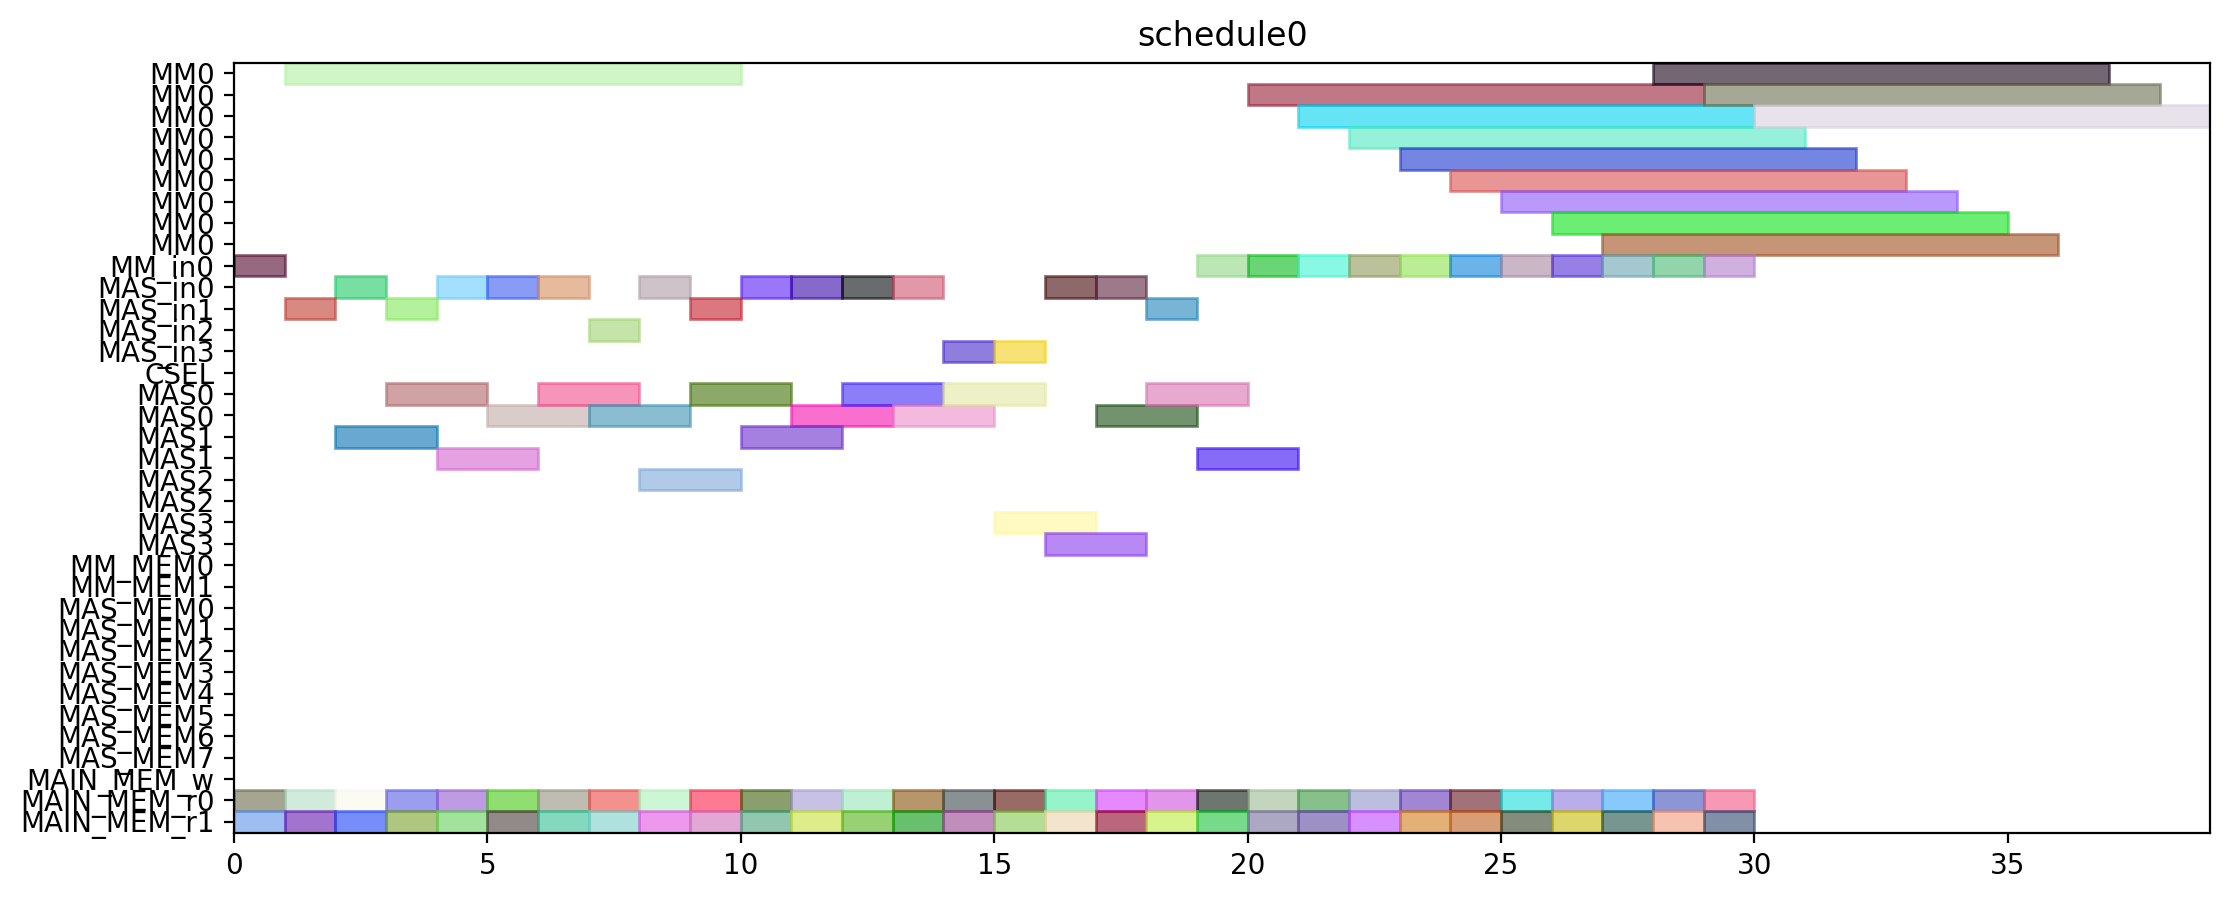 schedule0
MM0
MM0
MM0
MM0
MM0
MM0
MM0
MM0
MM0
MM_in0
MAS_in0
MAS_in1
MAS_in2
MAS_in3
CSEL
MAS0
MAS0
MAS1
MAS1
MAS2
MAS2
MAS3
MAS3
MM_MEM0
MM_MEM1
MAS_MEM0
MAS_MEM1
MAS_MEM2
MAS_MEM3
MAS_MEM4
MAS_MEM5
MAS_MEM6
MAS_MEM7
MAIN_MEM_w
MAIN_MEM_r0
MAIN_MEM_r1
0 5 10 15 20 25 30 35